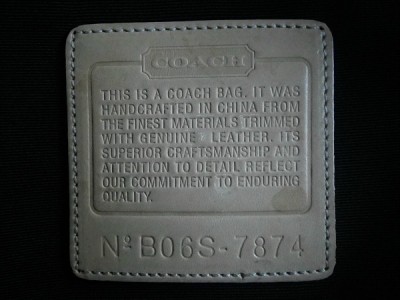 COACH
THIS IS A COACH BAG. IT WAS
HANDCRAFTED IN CHINA FROM
THE FINEST MATERIALS TRIMMED
WITH GENUINE LEATHER. ITS
SUPERIOR CRAFTSMANSHIP AND
ATTENTION TO DETAIL REFLECT
OUR COMMITMENT TO ENDURING
QUALITY.
Nº B06S-7874